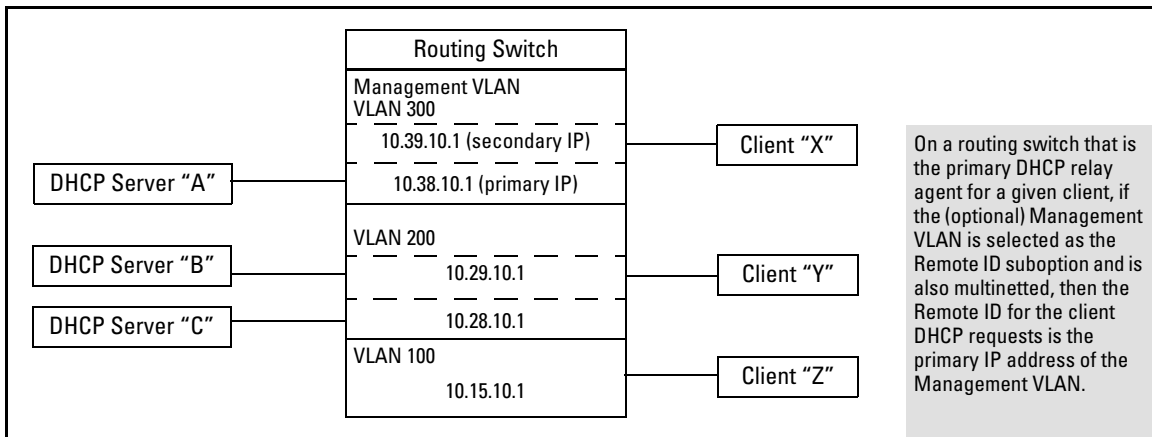 Routing Switch
Management VLAN
VLAN 300
10.39.10.1 (secondary IP)
Client “X”
DHCP Server “A”
10.38.10.1 (primary IP)
VLAN 200
DHCP Server “B”
10.29.10.1
Client “Y”
DHCP Server “C”
10.28.10.1
VLAN 100
10.15.10.1
Client “Z”
On a routing switch that is
the primary DHCP relay
agent for a given client, if
the (optional) Management
VLAN is selected as the
Remote ID suboption and is
also multinetted, then the
Remote ID for the client
DHCP requests is the
primary IP address of the
Management VLAN.